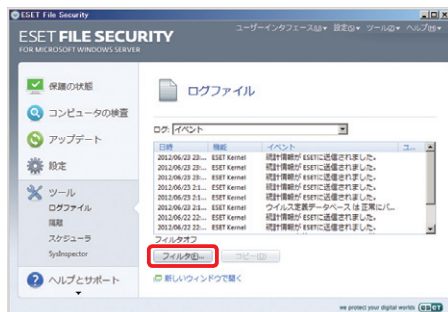 ESET File Security
ESET FILE SECURITY
FOR MICROSOFT WINDOWS SERVER
ユーザーインタフェース(U)▾ 設定(S)▾ ツール(O)▾ ヘルプ(H)▾
保護の状態
コンピュータの検査
アップデート
設定
ツール
ログファイル
隔離
スケジューラ
SysInspector
ヘルプとサポート
ログファイル
ログ: イベント
日時 機能 イベント ユ...
2012/06/23 23:... ESET Kernel 統計情報が ESETに送信されました。
2012/06/23 23:... ESET Kernel 統計情報が ESETに送信されました。
2012/06/23 23:... ESET Kernel 統計情報が ESETに送信されました。
2012/06/23 2:1... ESET Kernel 統計情報が ESETに送信されました。
2012/06/23 2:1... ESET Kernel 統計情報が ESETに送信されました。
2012/06/23 21:... ESET Kernel ウイルス定義データベース は 正常にバ...
2012/06/22 22:... ESET Kernel 統計情報が ESETに送信されました。
2012/06/22 23:... ESET Kernel 統計情報が ESETに送信されました。
フィルタオフ
フィルタ(F)... コピー(C)
新しいウィンドウで開く
we protect your digital worlds eset